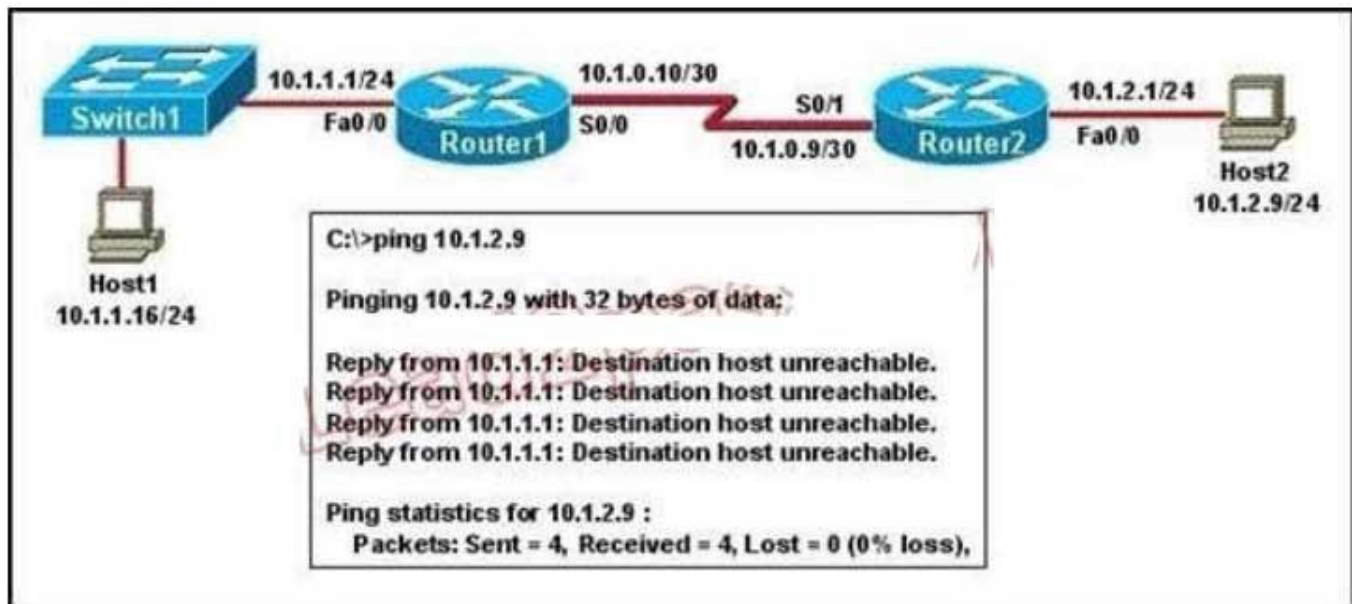 10.1.1.1/24
10.1.0.10/30
10.1.2.1/24
Switch1
Fa0/0
Router1
S0/0
S0/1
10.1.0.9/30
Router2
Fa0/0
Host2
10.1.2.9/24
Host1
10.1.1.16/24
C:\>ping 10.1.2.9
Pinging 10.1.2.9 with 32 bytes of data:
Reply from 10.1.1.1: Destination host unreachable.
Reply from 10.1.1.1: Destination host unreachable.
Reply from 10.1.1.1: Destination host unreachable.
Reply from 10.1.1.1: Destination host unreachable.
Ping statistics for 10.1.2.9 :
Packets: Sent = 4, Received = 4, Lost = 0 (0% loss),